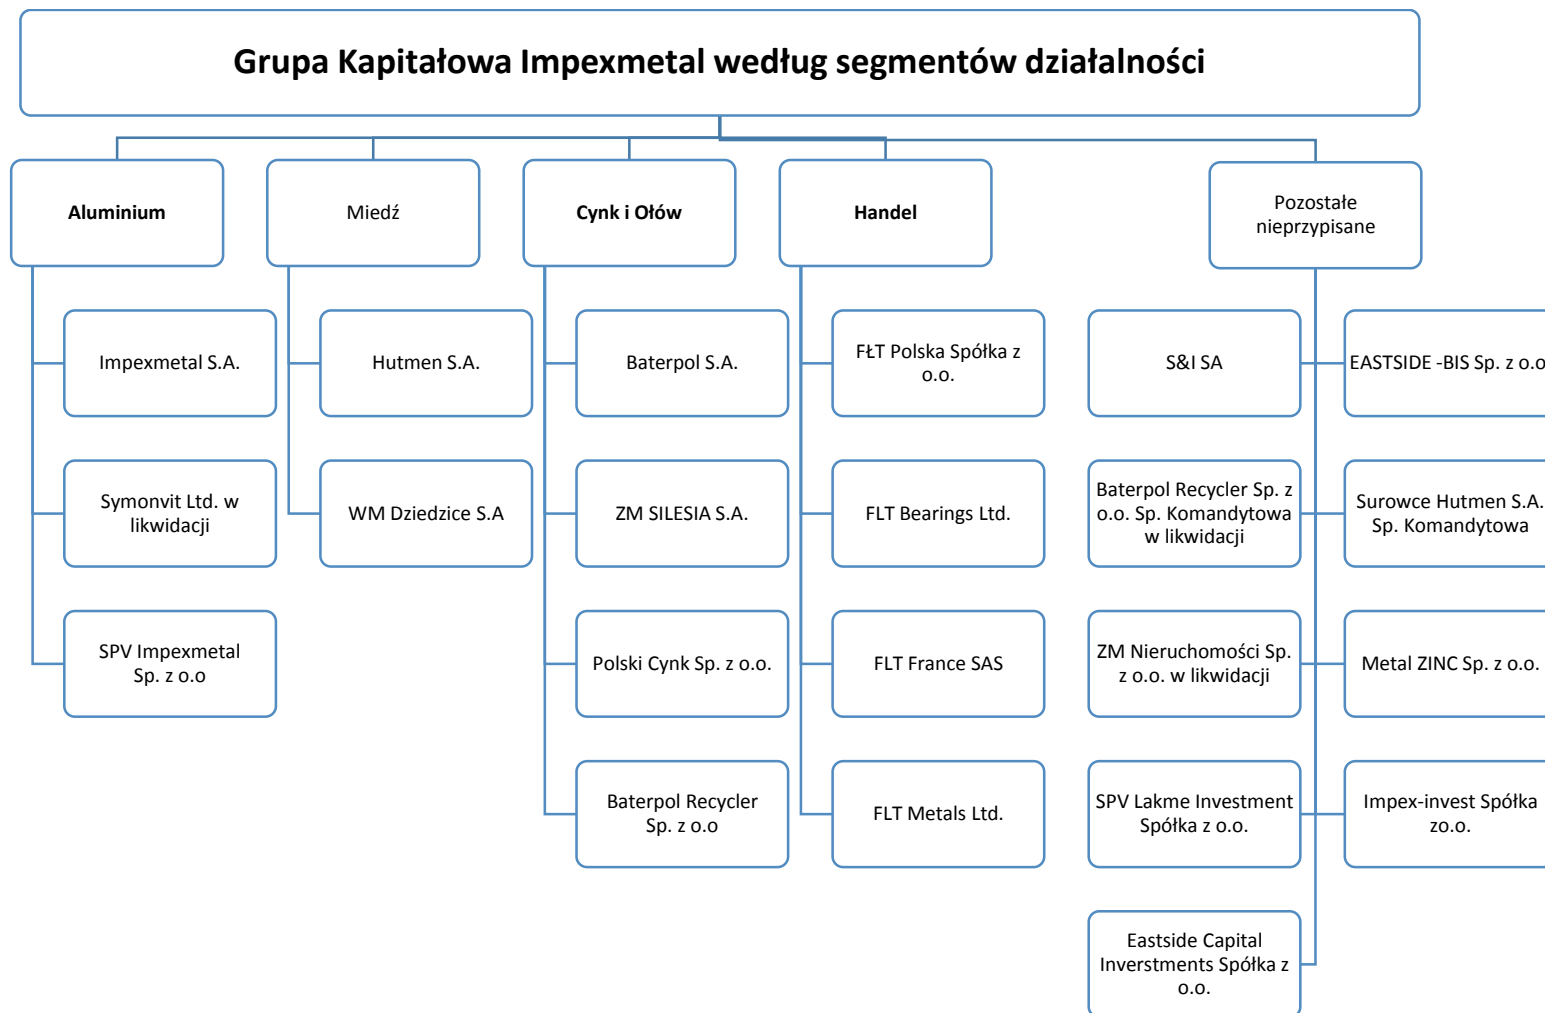 Grupa Kapitałowa Impexmetal według segmentów działalności
Aluminium
Miedź
Cynk i Ołów
Handel
Pozostałe
nieprzypisane
Impexmetal S.A.
Symonvit Ltd. w
likwidacji
SPV Impexmetal
Sp. z o.o
Hutmen S.A.
WM Dziedzice S.A
Baterpol S.A.
ZM SILESIA S.A.
Polski Cynk Sp. z o.o.
Baterpol Recycler
Sp. z o.o
FŁT Polska Spółka z
o.o.
FLT Bearings Ltd.
FLT France SAS
FLT Metals Ltd.
S&I SA
EASTSIDE -BIS Sp. z o.o
Baterpol Recycler Sp. z
o.o. Sp. Komandytowa
w likwidacji
Surowce Hutmen S.A.
Sp. Komandytowa
ZM Nieruchomości Sp.
z o.o. w likwidacji
Metal ZINC Sp. z o.o.
SPV Lakme Investment
Spółka z o.o.
Impex-invest Spółka
zo.o.
Eastside Capital
Inverstments Spółka z
o.o.